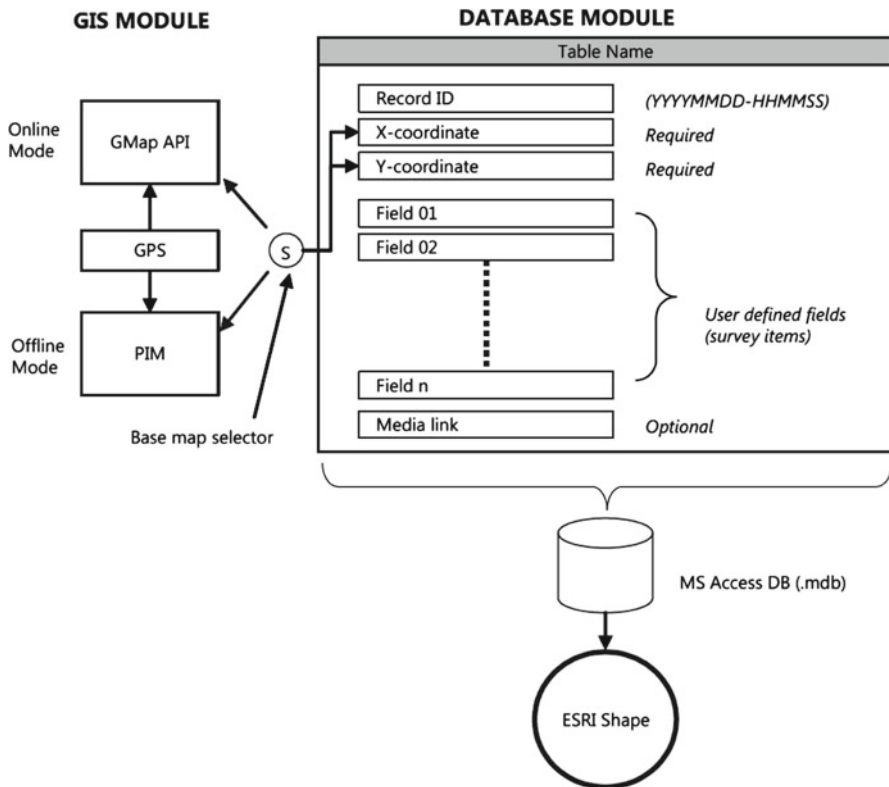 GIS MODULE
DATABASE MODULE
Table Name
Online
Mode
GMap API
GPS
Offline
Mode
PIM
S
Base map selector
Record ID
(YYYYMMDD-HHMMSS)
X-coordinate
Required
Y-coordinate
Required
Field 01
Field 02
User defined fields
(survey items)
Field n
Media link
Optional
MS Access DB (.mdb)
ESRI Shape